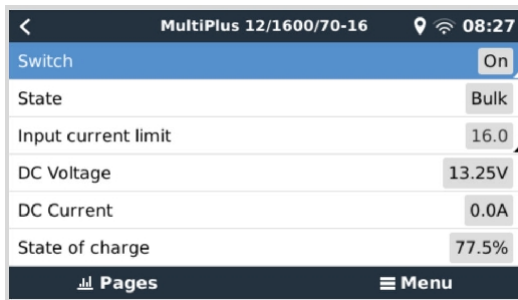 MultiPlus 12/1600/70-16 08:27
Switch On
State Bulk
Input current limit 16.0
DC Voltage 13.25V
DC Current 0.0A
State of charge 77.5%
Pages Menu